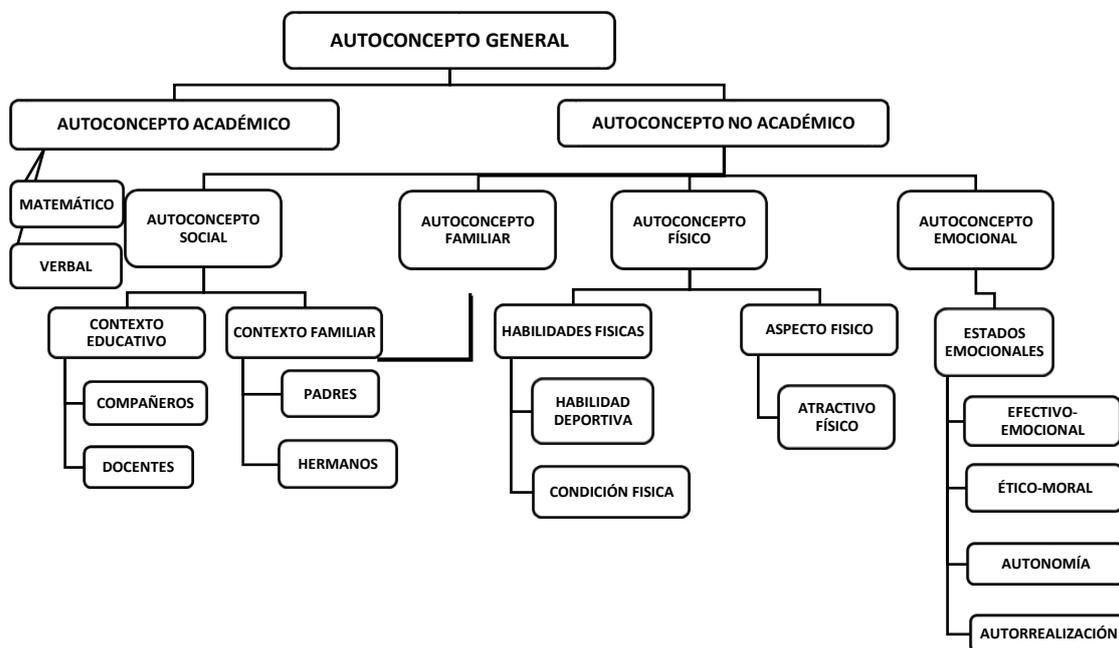 AUTOCONCEPTO GENERAL
AUTOCONCEPTO ACADÉMICO
AUTOCONCEPTO NO ACADÉMICO
MATEMÁTICO
VERBAL
AUTOCONCEPTO
SOCIAL
AUTOCONCEPTO
FAMILIAR
AUTOCONCEPTO
FÍSICO
AUTOCONCEPTO
EMOCIONAL
CONTEXTO
EDUCATIVO
COMPAÑEROS
DOCENTES
CONTEXTO FAMILIAR
PADRES
HERMANOS
HABILIDADES FISICAS
HABILIDAD
DEPORTIVA
CONDICIÓN FISICA
ASPECTO FISICO
ATRACTIVO
FÍSICO
ESTADOS
EMOCIONALES
EFECTIVO-
EMOCIONAL
ÉTICO-MORAL
AUTONOMÍA
AUTORREALIZACIÓN